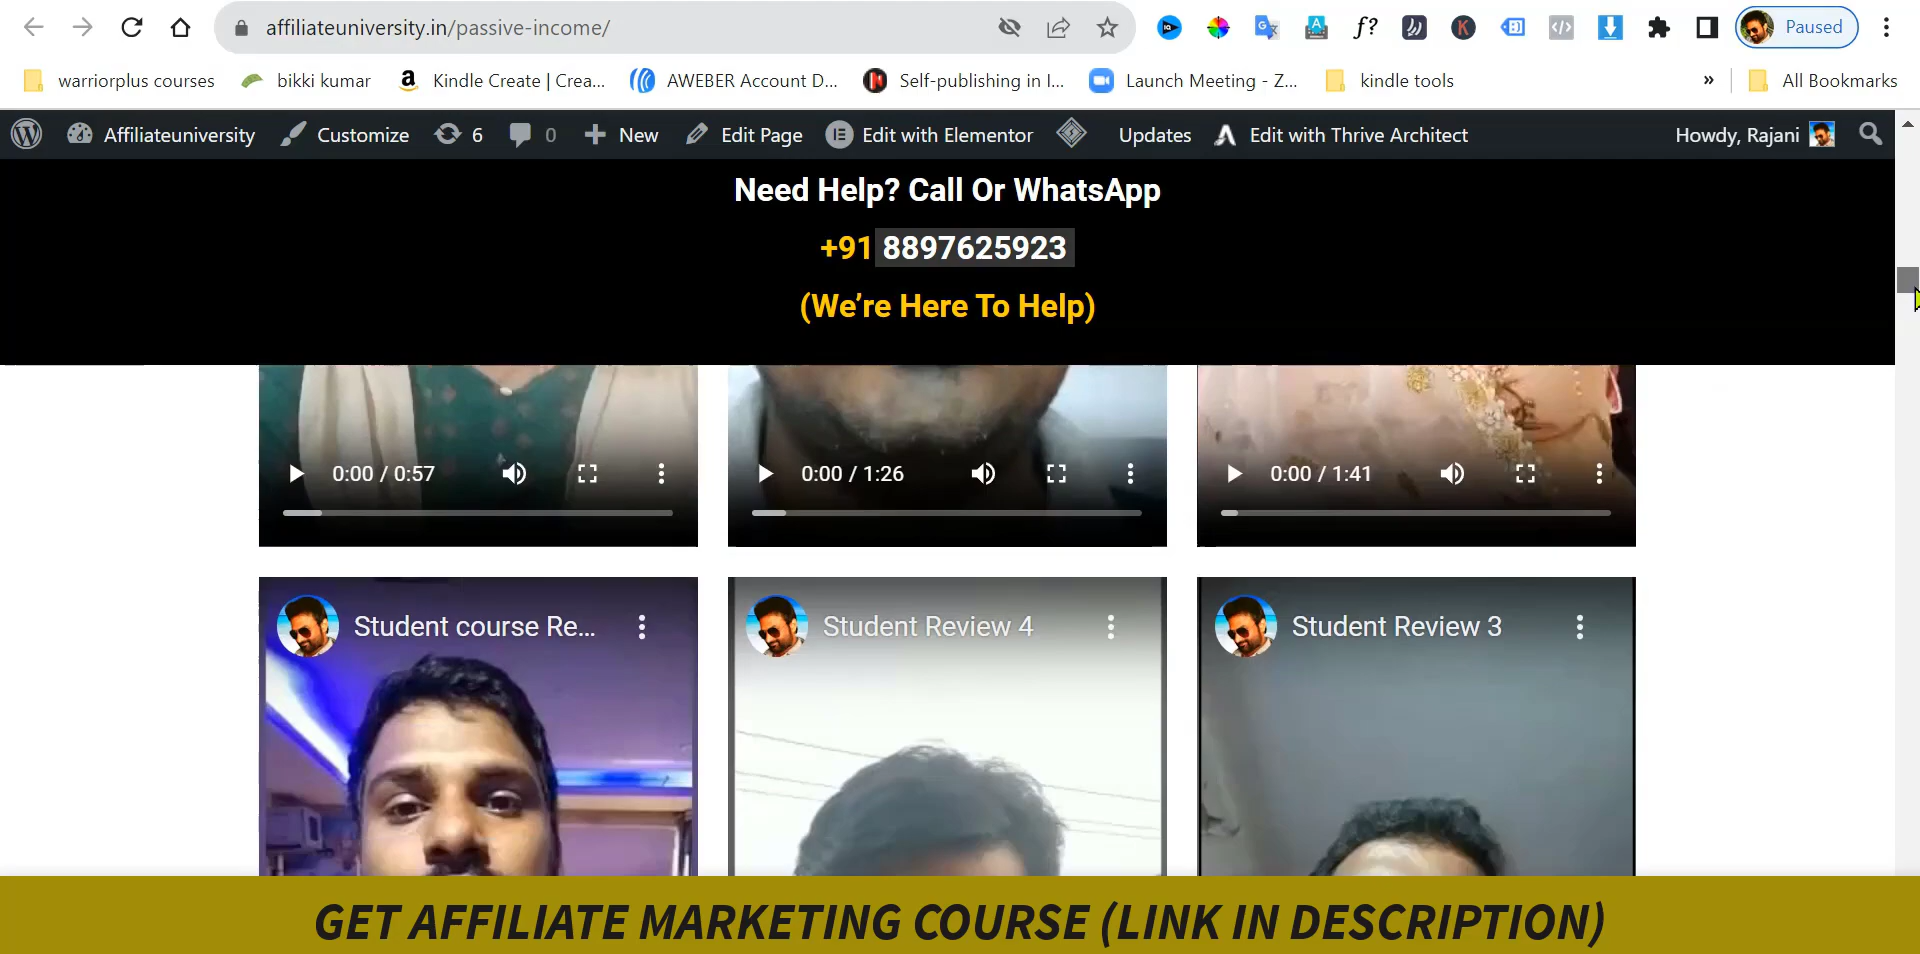 affiliateuniversity.in/passive-income/
Paused
warriorplus courses
bikki kumar
Kindle Create | Crea...
AWEBER Account D...
Self-publishing in I...
Launch Meeting - Z...
kindle tools
»
All Bookmarks
Affiliateuniversity
Customize
6
0
New
Edit Page
Edit with Elementor
Updates
Edit with Thrive Architect
Howdy, Rajani
Need Help? Call Or WhatsApp
+91 8897625923
(We’re Here To Help)
0:00 / 0:57
0:00 / 1:26
0:00 / 1:41
Student course Re...
Student Review 4
Student Review 3
GET AFFILIATE MARKETING COURSE (LINK IN DESCRIPTION)